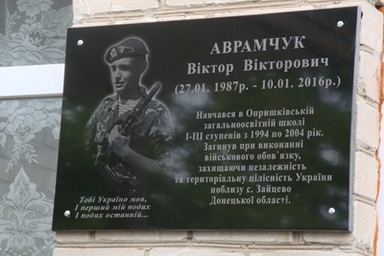 АВРАМЧУК
Віктор Вікторович
(27.01. 1987р. - 10.01. 2016р.)
Навчався в Опришківській
загальноосвітній школі
І-ІІІ ступенів з 1994 по 2004 рік.
Загинув при виконанні
військового обов᾽язку,
захищаючи незалежність
та територіальну цілісність України
поблизу с. Зайцево
Донецької області.
Тобі Україно моя,
І перший мій подих
І подих останній...